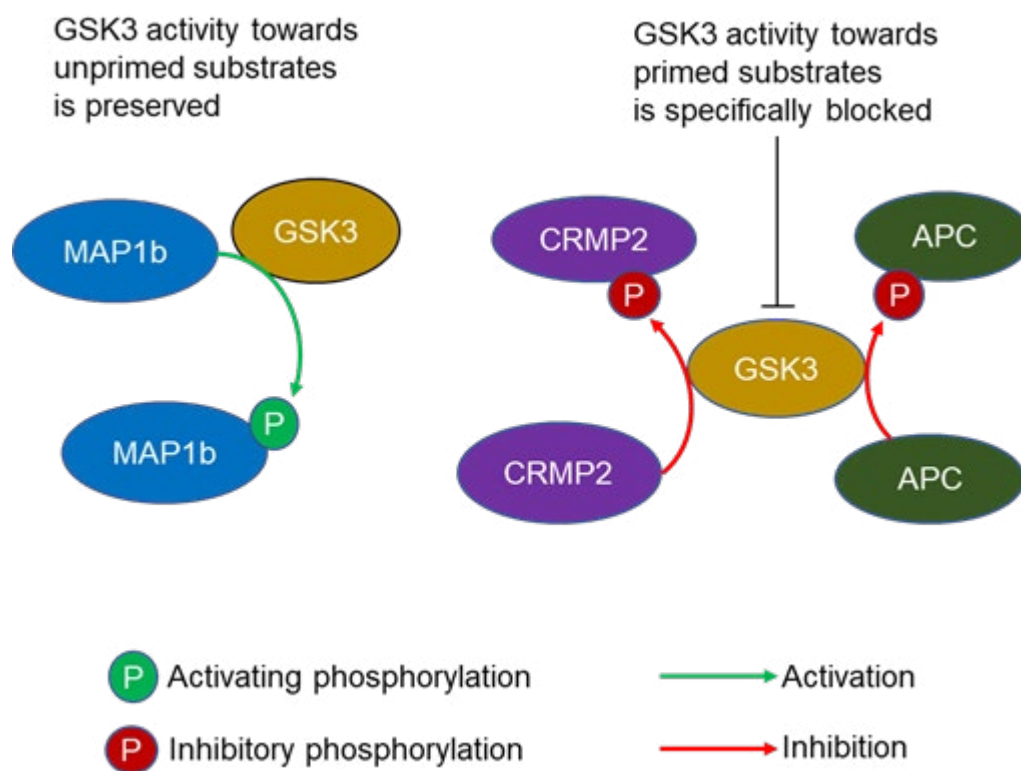 GSK3 activity towards
unprimed substrates
is preserved
GSK3 activity towards
primed substrates
is specifically blocked
MAP1b
GSK3
P
MAP1b
CRMP2
P
APC
P
GSK3
CRMP2
APC
P Activating phosphorylation
Activation
P Inhibitory phosphorylation
Inhibition